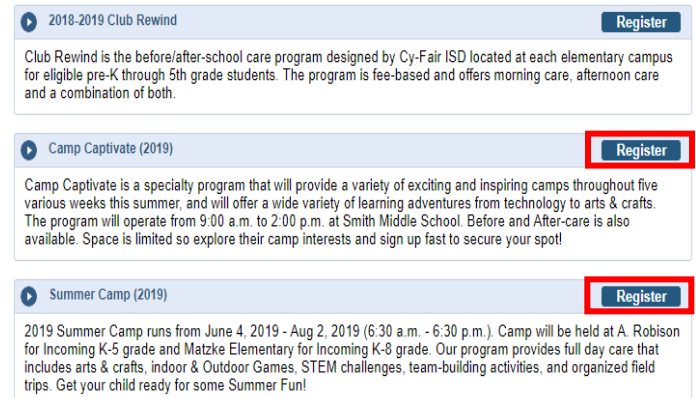 2018-2019 Club Rewind Register
Club Rewind is the before/after-school care program designed by Cy-Fair ISD located at each elementary campus
for eligible pre-K through 5th grade students. The program is fee-based and offers morning care, afternoon care
and a combination of both.
Camp Captivate (2019) Register
Camp Captivate is a specialty program that will provide a variety of exciting and inspiring camps throughout five
various weeks this summer, and will offer a wide variety of learning adventures from technology to arts & crafts.
The program will operate from 9:00 a.m. to 2:00 p.m. at Smith Middle School. Before and After-care is also
available. Space is limited so explore their camp interests and sign up fast to secure your spot!
Summer Camp (2019) Register
2019 Summer Camp runs from June 4, 2019 - Aug 2, 2019 (6:30 a.m. - 6:30 p.m.). Camp will be held at A. Robison
for Incoming K-5 grade and Matzke Elementary for Incoming K-8 grade. Our program provides full day care that
includes arts & crafts, indoor & Outdoor Games, STEM challenges, team-building activities, and organized field
trips. Get your child ready for some Summer Fun!